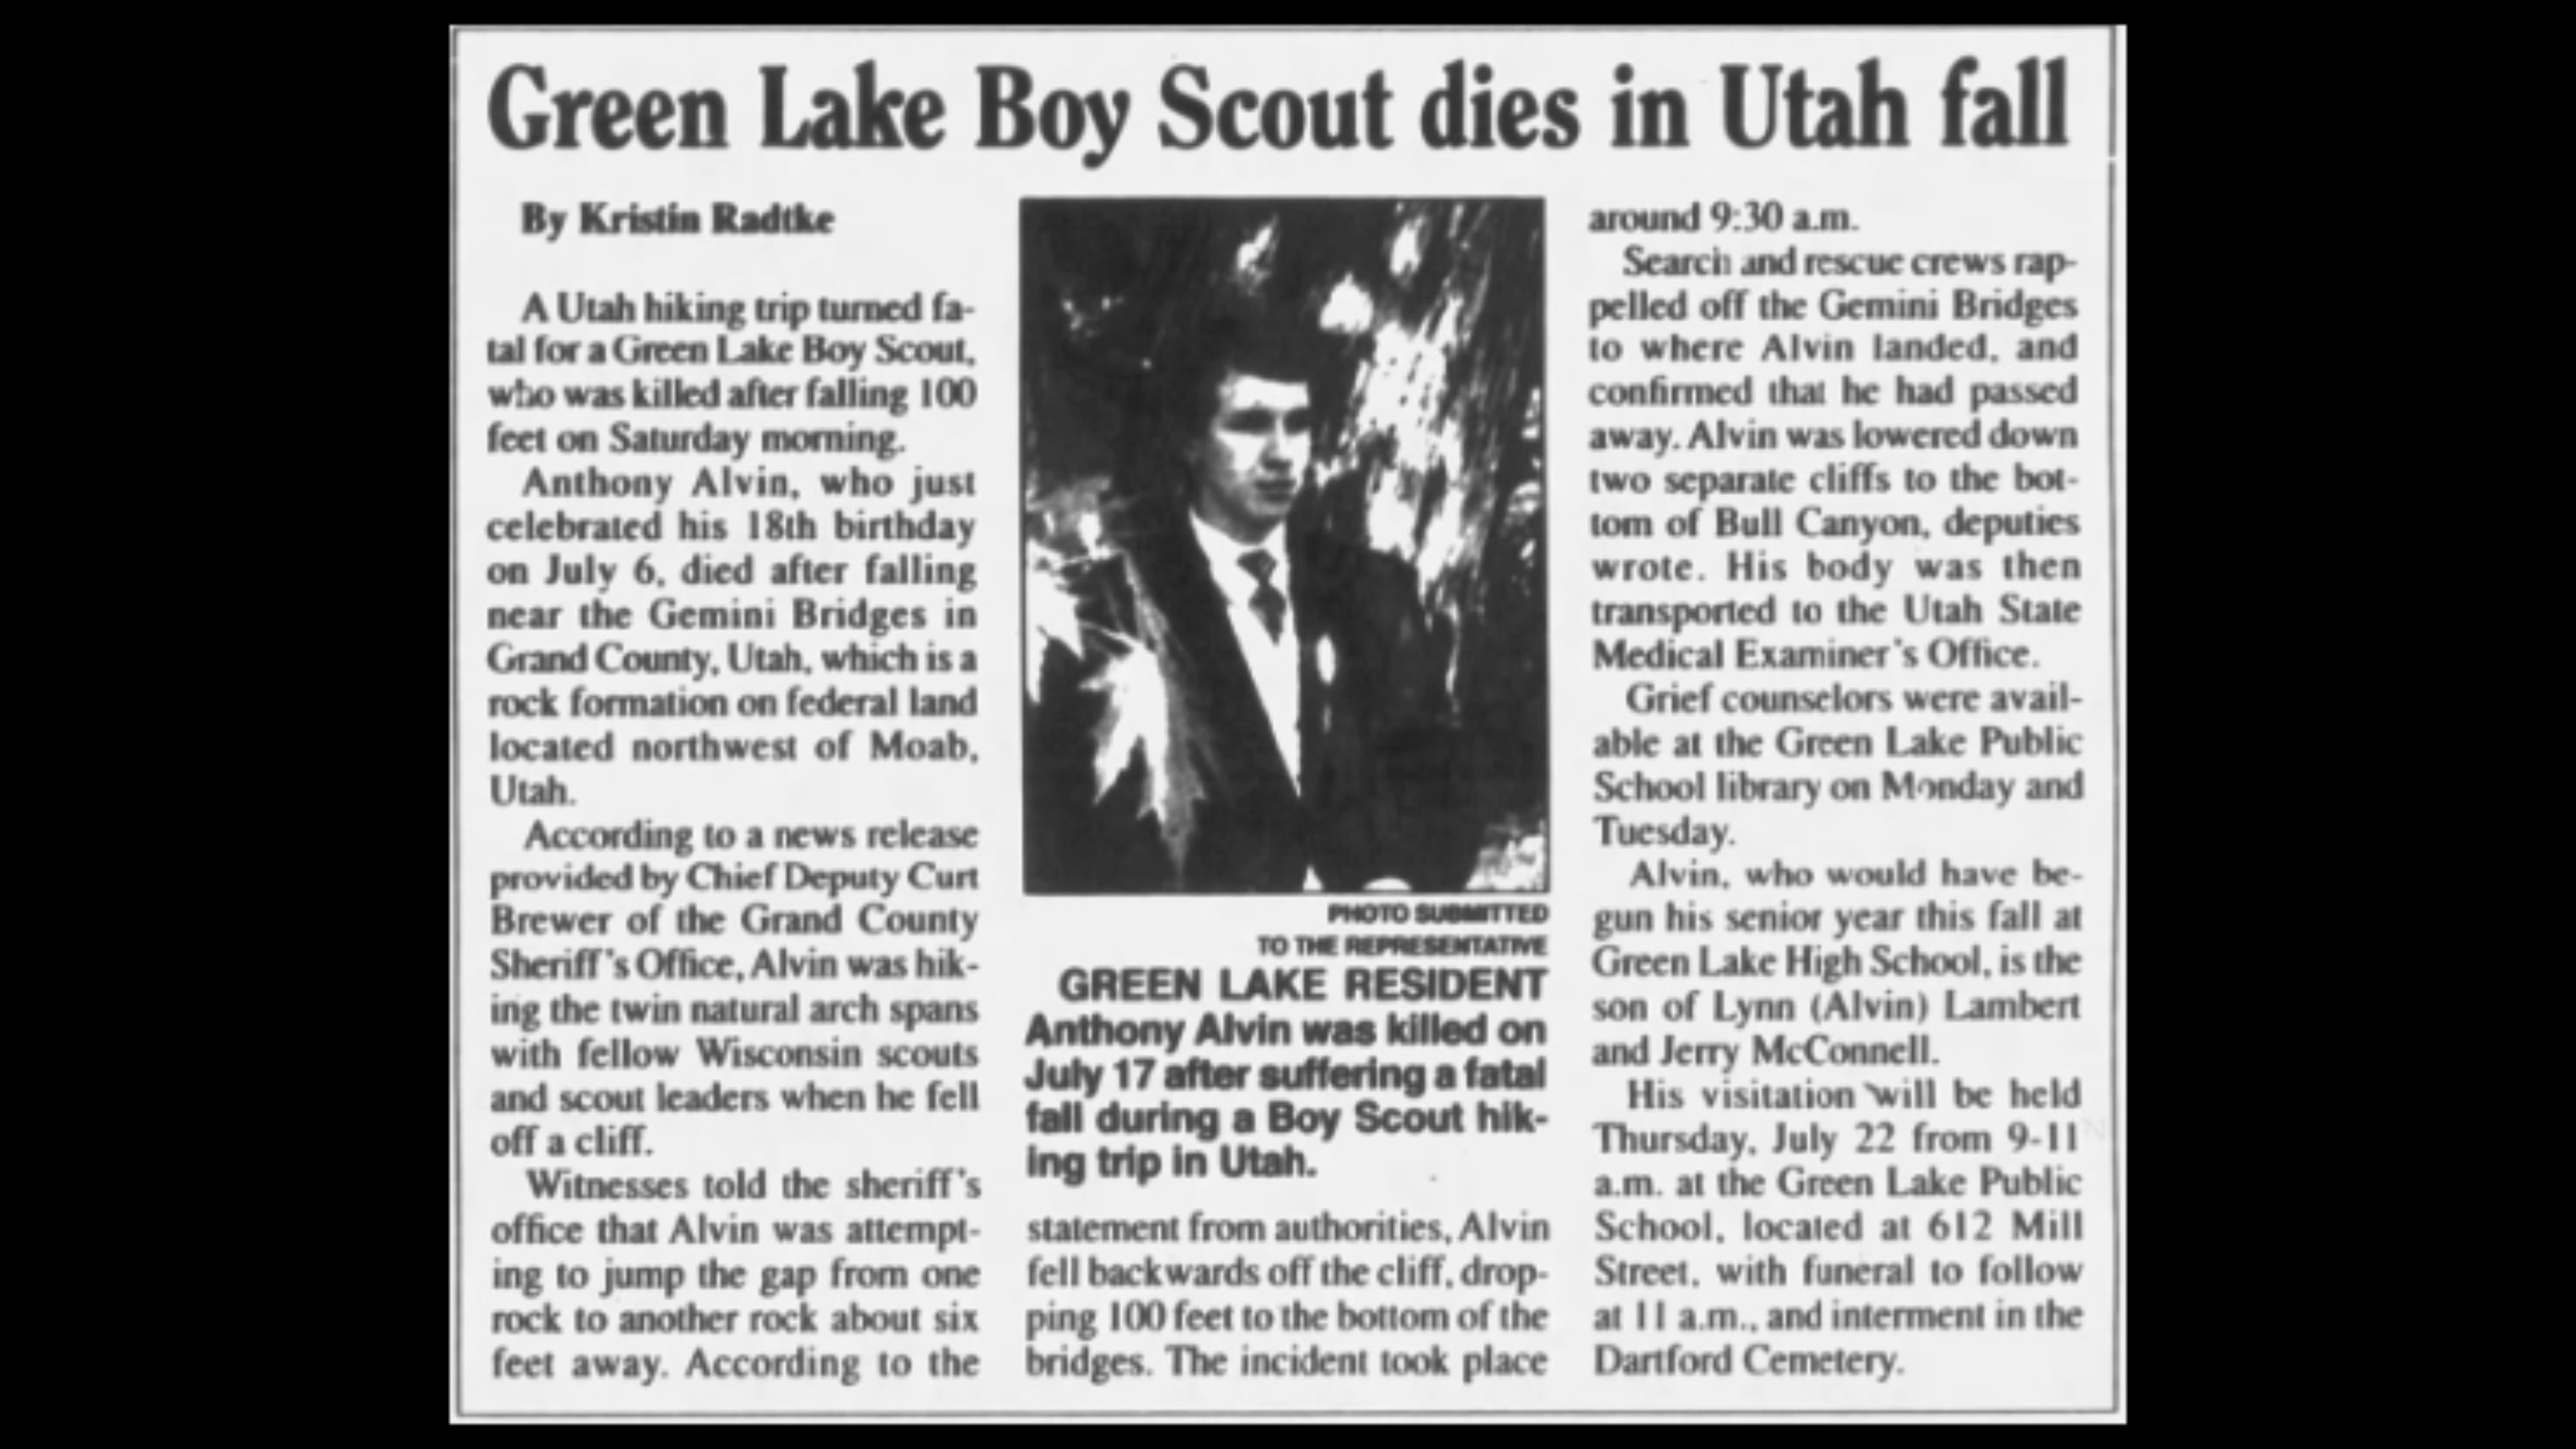 Green Lake Boy Scout dies in Utah fall
By Kristin Radtke
A Utah hiking trip turned fa-
tal for a Green Lake Boy Scout,
who was killed after falling 100
feet on Saturday morning.
Anthony Alvin, who just
celebrated his 18th birthday
on July 6, died after falling
near the Gemini Bridges in
Grand County, Utah, which is a
rock formation on federal land
located northwest of Moab,
Utah.
According to a news release
provided by Chief Deputy Curt
Brewer of the Grand County
Sheriff's Office, Alvin was hik-
ing the twin natural arch spans
with fellow Wisconsin scouts
and scout leaders when he fell
off a cliff.
Witnesses told the sheriff's
office that Alvin was attempt-
ing to jump the gap from one
rock to another rock about six
feet away. According to the
PHOTO SUBMITTED
TO THE REPRESENTATIVE
GREEN LAKE RESIDENT
Anthony Alvin was killed on
July 17 after suffering a fatal
fall during a Boy Scout hik-
ing trip in Utah.
statement from authorities, Alvin
fell backwards off the cliff, drop-
ping 100 feet to the bottom of the
bridges. The incident took place
around 9:30 a.m.
Search and rescue crews rap-
pelled off the Gemini Bridges
to where Alvin landed, and
confirmed that he had passed
away. Alvin was lowered down
two separate cliffs to the bot-
tom of Bull Canyon, deputies
wrote. His body was then
transported to the Utah State
Medical Examiner's Office.
Grief counselors were avail-
able at the Green Lake Public
School library on Monday and
Tuesday.
Alvin, who would have be-
gun his senior year this fall at
Green Lake High School, is the
son of Lynn (Alvin) Lambert
and Jerry McConnell.
His visitation will be held
Thursday, July 22 from 9-11
a.m. at the Green Lake Public
School, located at 612 Mill
Street, with funeral to follow
at 11 a.m., and interment in the
Dartford Cemetery.